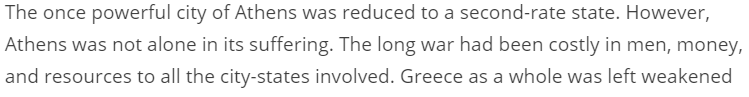 The once powerful city of Athens was reduced to a second-rate state. However,
Athens was not alone in its suffering. The long war had been costly in men, money,
and resources to all the city-states involved. Greece as a whole was left weakened